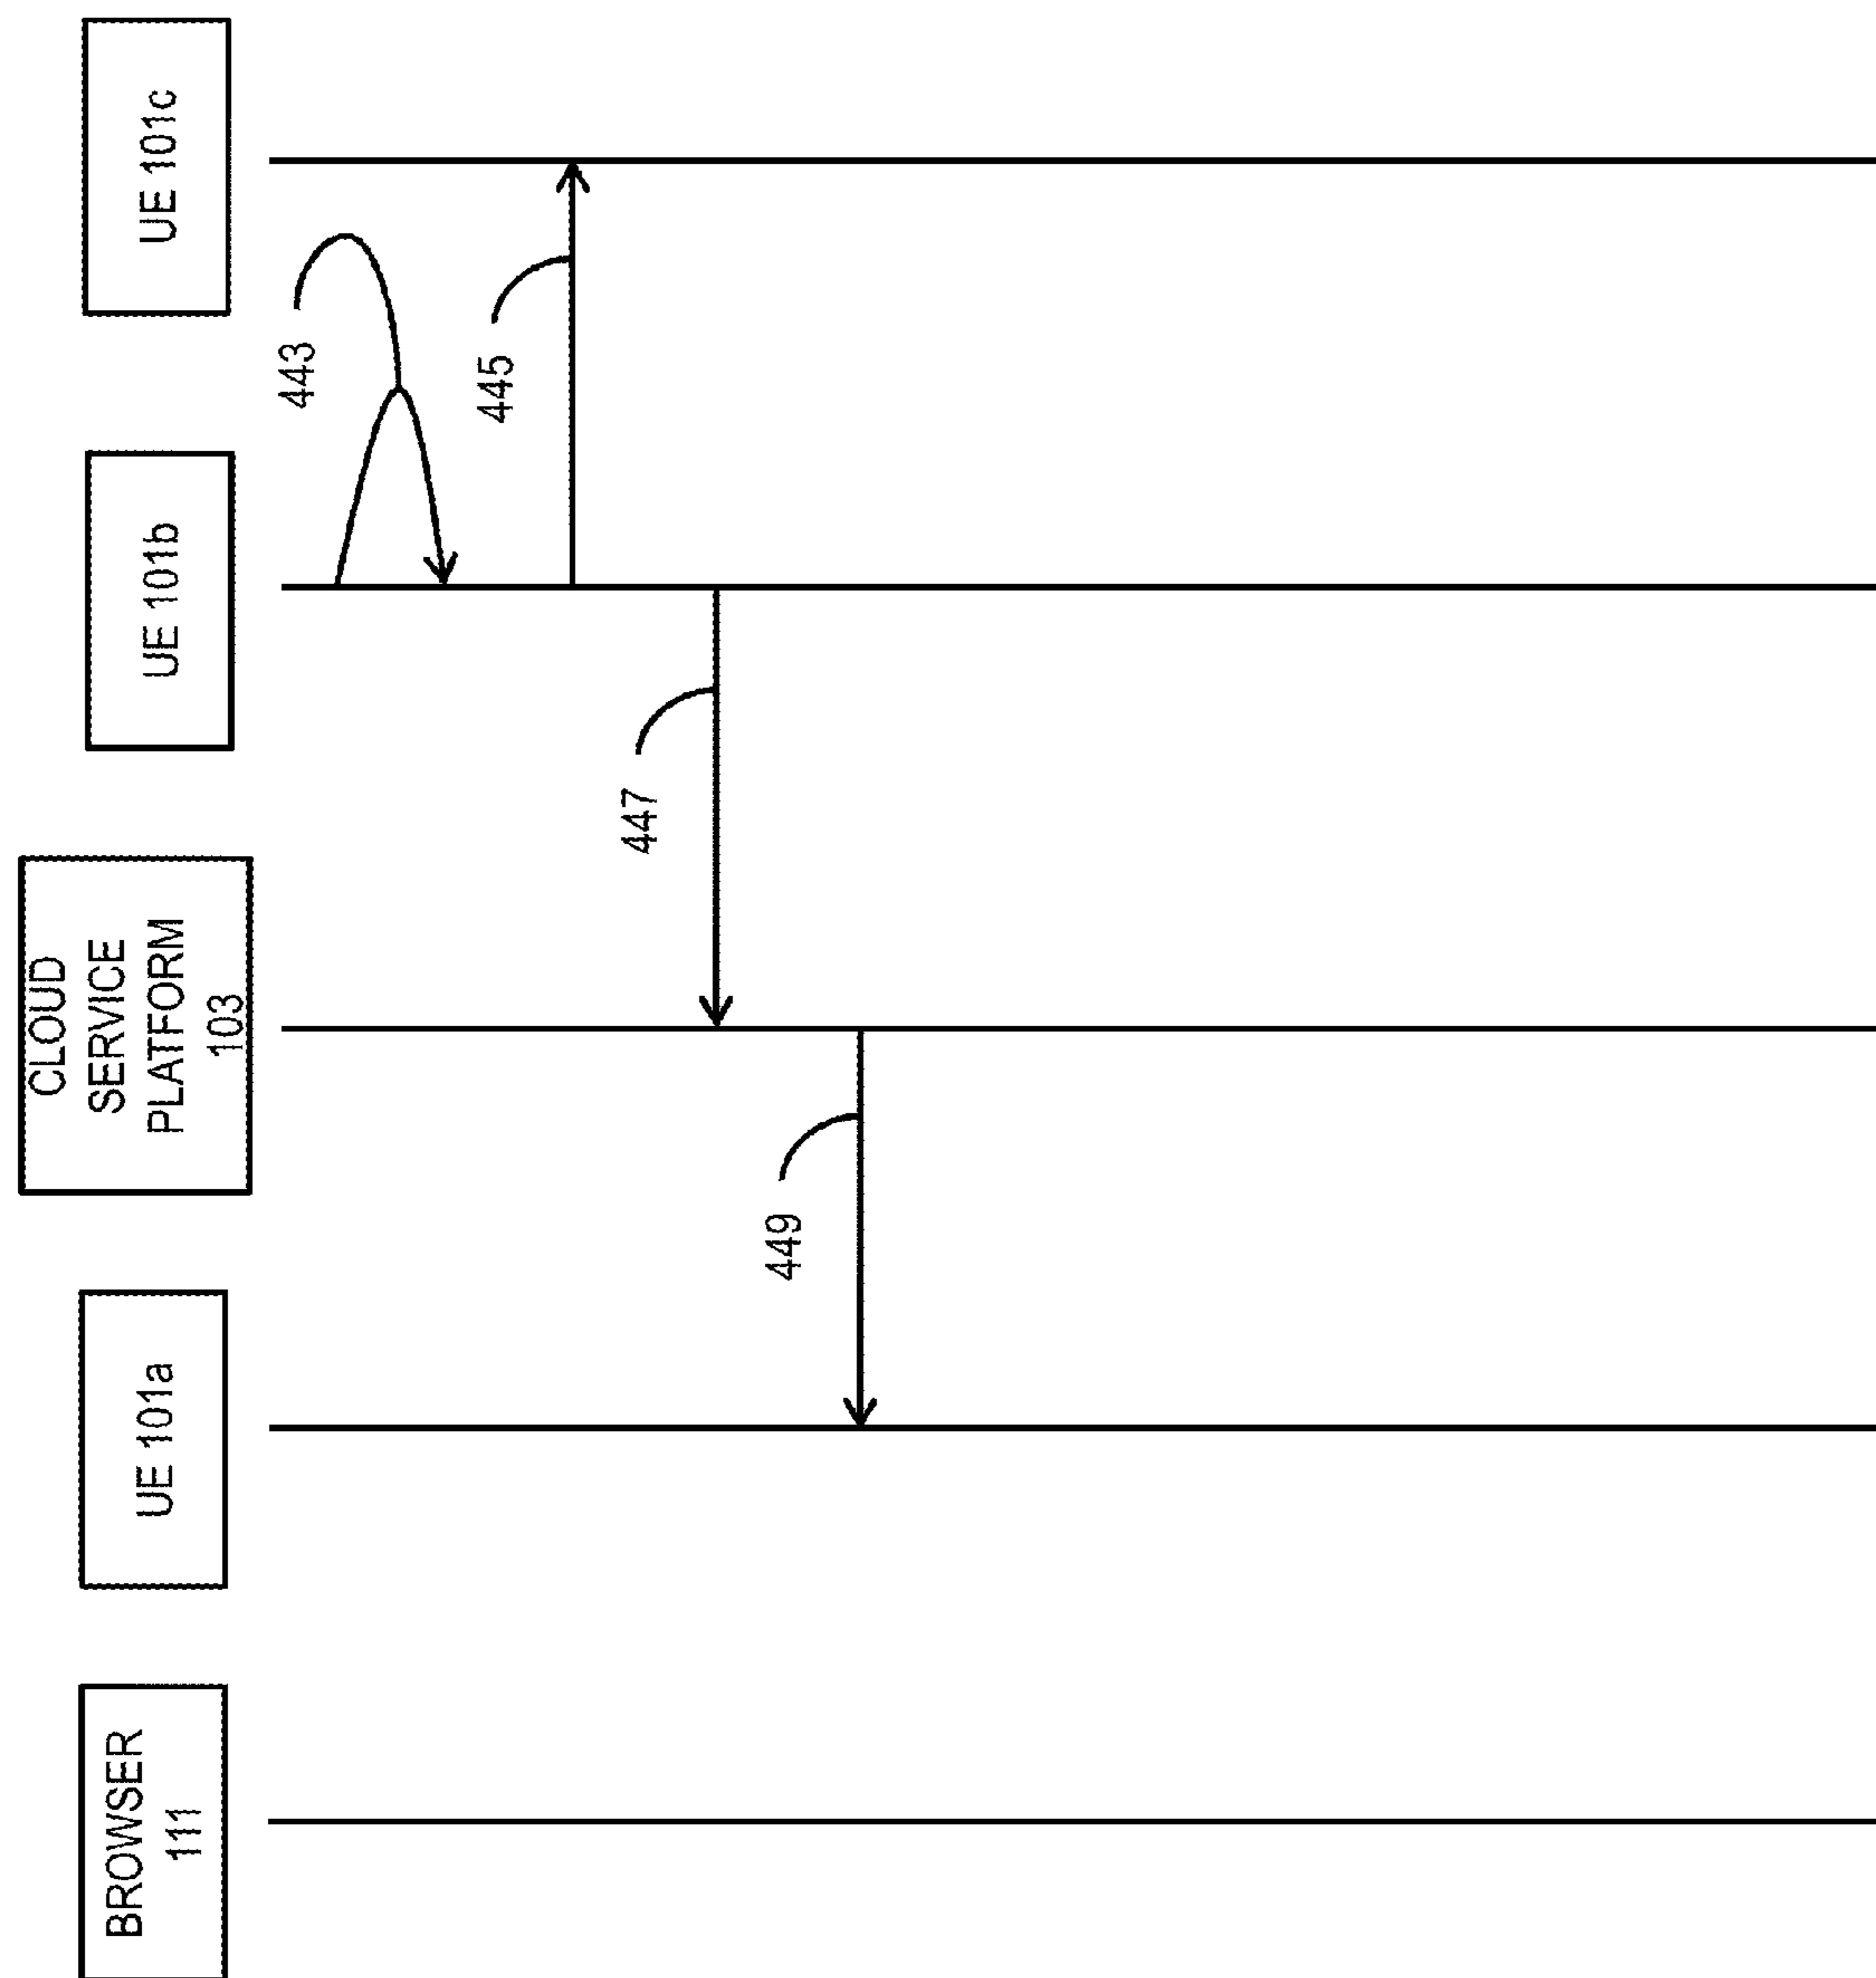 BROWSER
111
UE 101a
CLOUD
SERVICE
PLATFORM
103
UE 101b
UE 101c
443
445
447
449